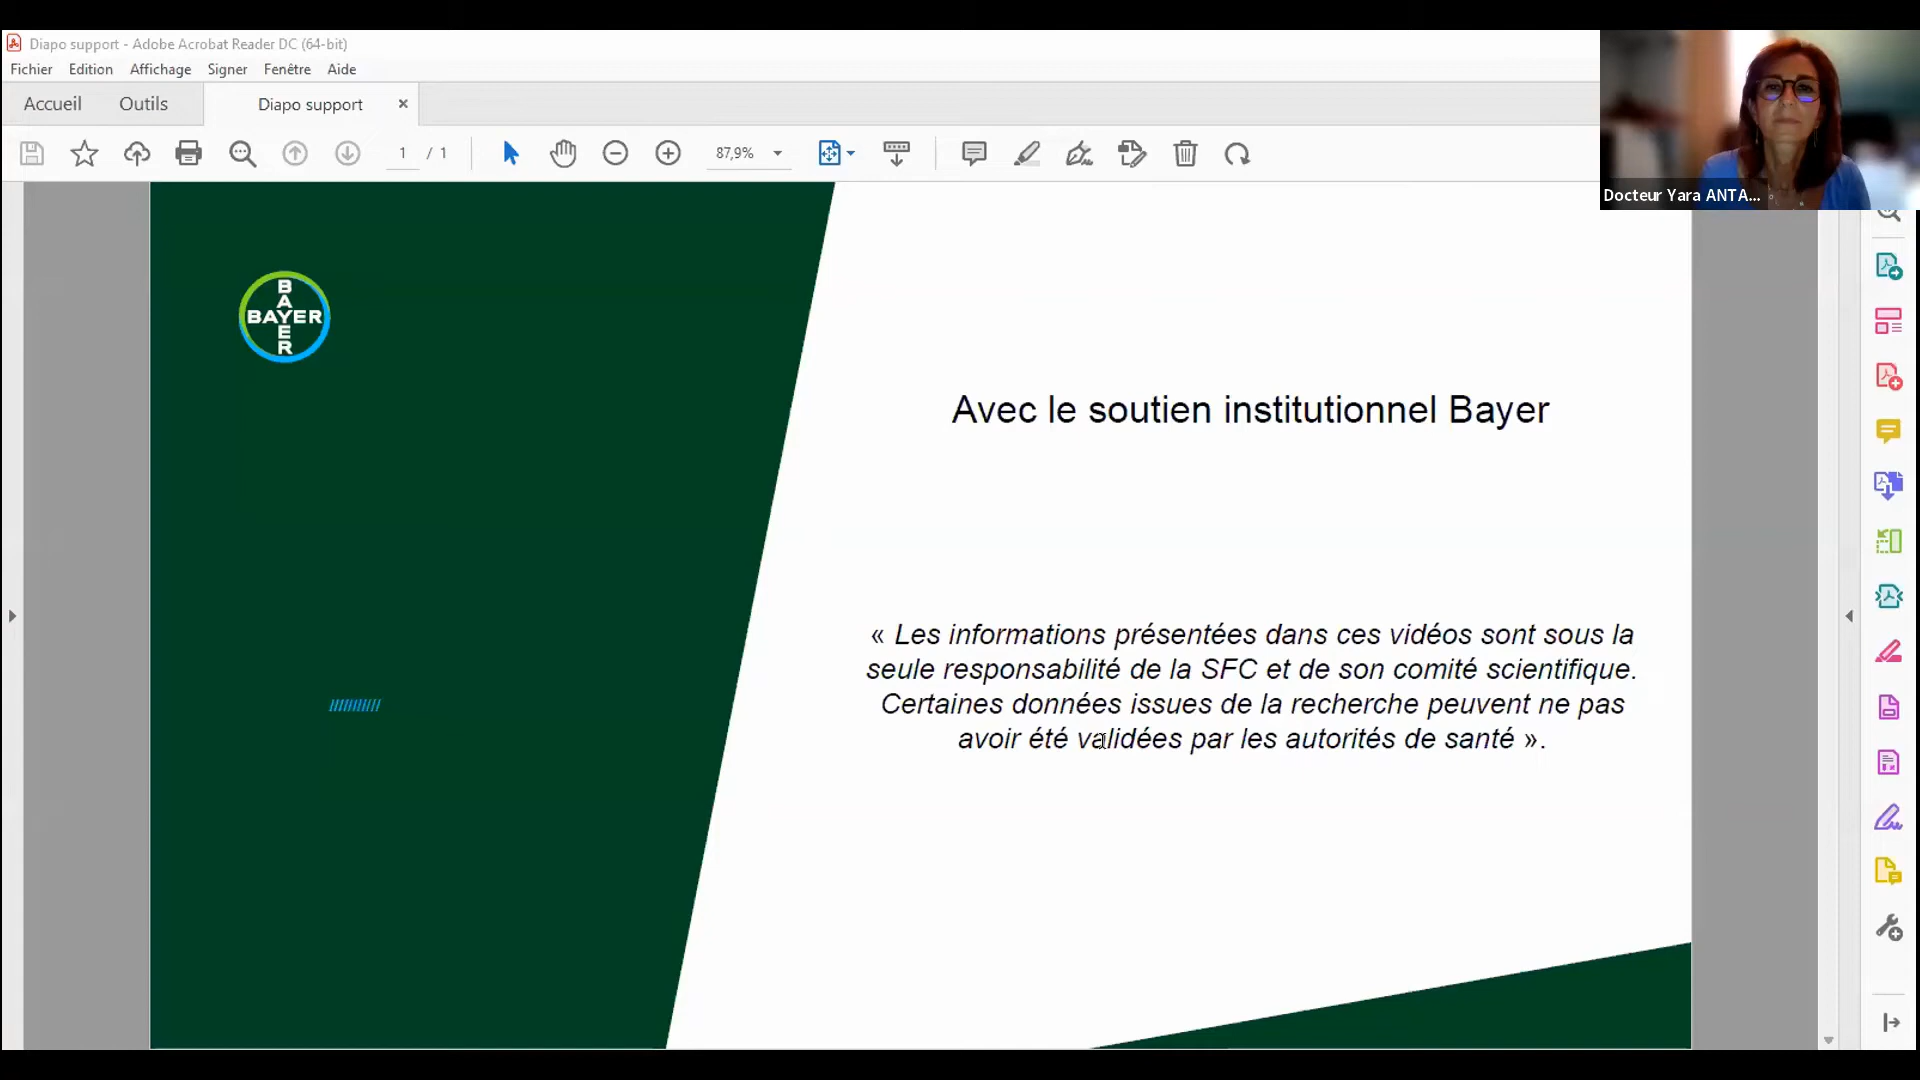 Diapo support - Adobe Acrobat Reader DC (64-bit)
Fichier Edition Affichage Signer Fenêtre Aide
Accueil Outils Diapo support
1 / 1 87,9%
Docteur Yara ANTA...
BAYER
BAYER
Avec le soutien institutionnel Bayer
« Les informations présentées dans ces vidéos sont sous la
seule responsabilité de la SFC et de son comité scientifique.
Certaines données issues de la recherche peuvent ne pas
avoir été validées par les autorités de santé ».